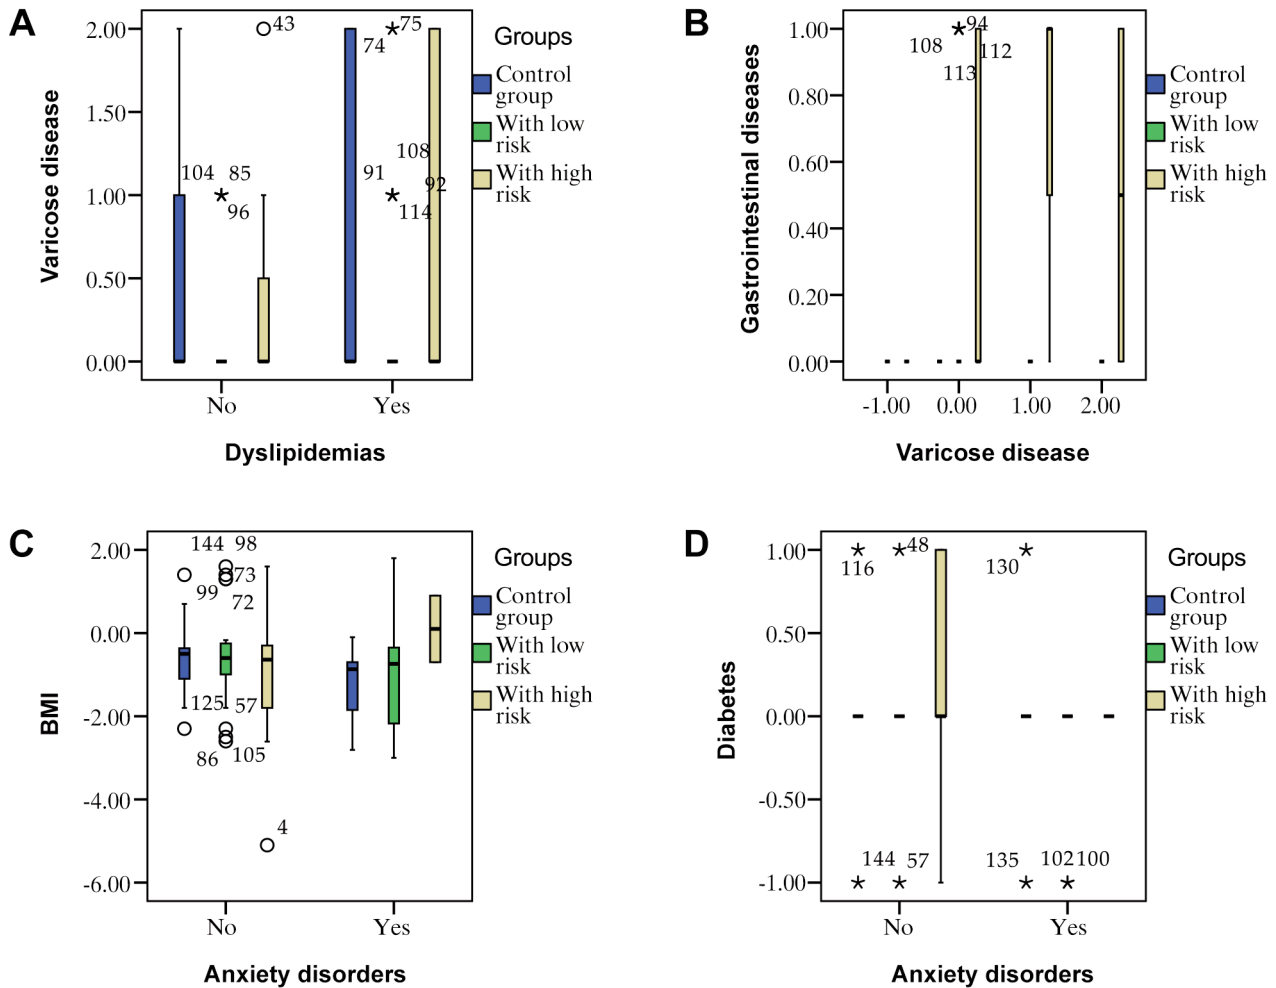 A
Varicose disease
2.00
1.50
1.00
0.50
0.00
43
75
74
104 85
96
91
108
92
114
No Yes
Dyslipidemias
Groups
Control
group
With low
risk
With high
risk
B
Gastrointestinal diseases
1.00
0.80
0.60
0.40
0.20
0.00
94
108
112
113
-1.00 0.00 1.00 2.00
Varicose disease
Control
group
With low
risk
With high
risk
C
BMI
2.00
0.00
-2.00
-4.00
-6.00
144 98
73
99
72
125 57
86 105
4
No Yes
Anxiety disorders
Groups
Control
group
With low
risk
With high
risk
D
Diabetes
1.00
0.50
0.00
-0.50
-1.00
48
116
130
144 57
135 102 100
No Yes
Anxiety disorders
Groups
Control
group
With low
risk
With high
risk